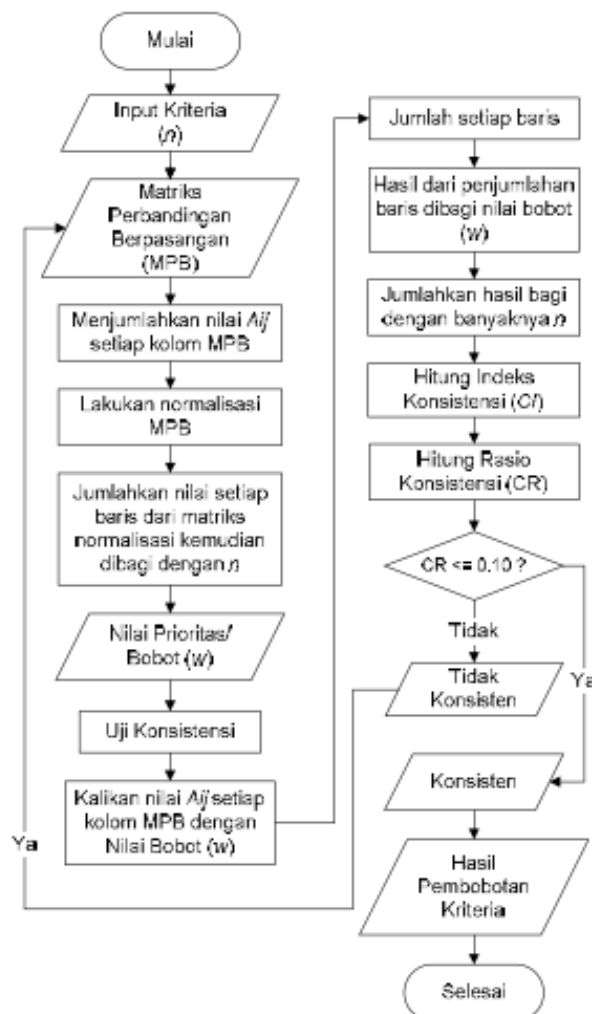 Mulai
Input Kriteria
(n)
Matriks
Perbandingan
Berpasangan
(MPB)
Menjumlahkan nilai Aij
setiap kolom MPB
Lakukan normalisasi
MPB
Jumlahkan nilai setiap
baris dari matriks
normalisasi kemudian
dibagi dengan n
Nilai Prioritas/
Bobot (w)
Uji Konsistensi
Kalikan nilai Aij setiap
kolom MPB dengan
Nilai Bobot (w)
Ya
Jumlah setiap baris
Hasil dari penjumlahan
baris dibagi nilai bobot
(w)
Jumlahkan hasil bagi
dengan banyaknya n
Hitung Indeks
Konsistensi (CI)
Hitung Rasio
Konsistensi (CR)
CR <= 0.10 ?
Tidak
Ya
Tidak
Konsisten
Konsisten
Hasil
Pembobotan
Kriteria
Selesai